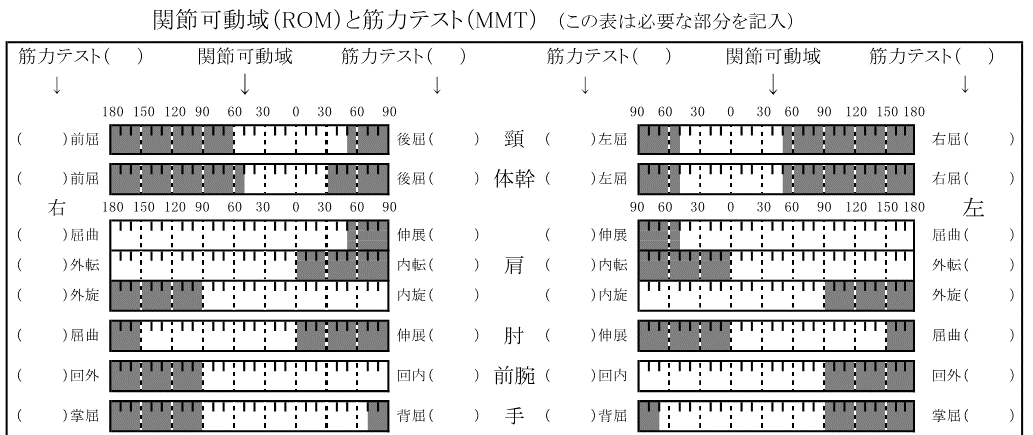 関節可動域(ROM)と筋力テスト(MMT) (この表は必要な部分を記入)
筋力テスト( ) 関節可動域 筋力テスト( ) 筋力テスト( ) 関節可動域 筋力テスト( )
↓ ↓ ↓ ↓ ↓ ↓
180 150 120 90 60 30 0 30 60 90 90 60 30 0 30 60 90 120 150 180
( )前屈 後屈( ) 頸 ( )左屈 右屈( )
( )前屈 後屈( ) 体幹 ( )左屈 右屈( )
右 180 150 120 90 60 30 0 30 60 90 90 60 30 0 30 60 90 120 150 180 左
( )屈曲 伸展( ) ( )伸展 屈曲( )
( )外転 内転( ) 肩 ( )内転 外転( )
( )外旋 内旋( ) ( )内旋 外旋( )
( )屈曲 伸展( ) 肘 ( )伸展 屈曲( )
( )回外 回内( ) 前腕 ( )回内 回外( )
( )掌屈 背屈( ) 手 ( )背屈 掌屈( )